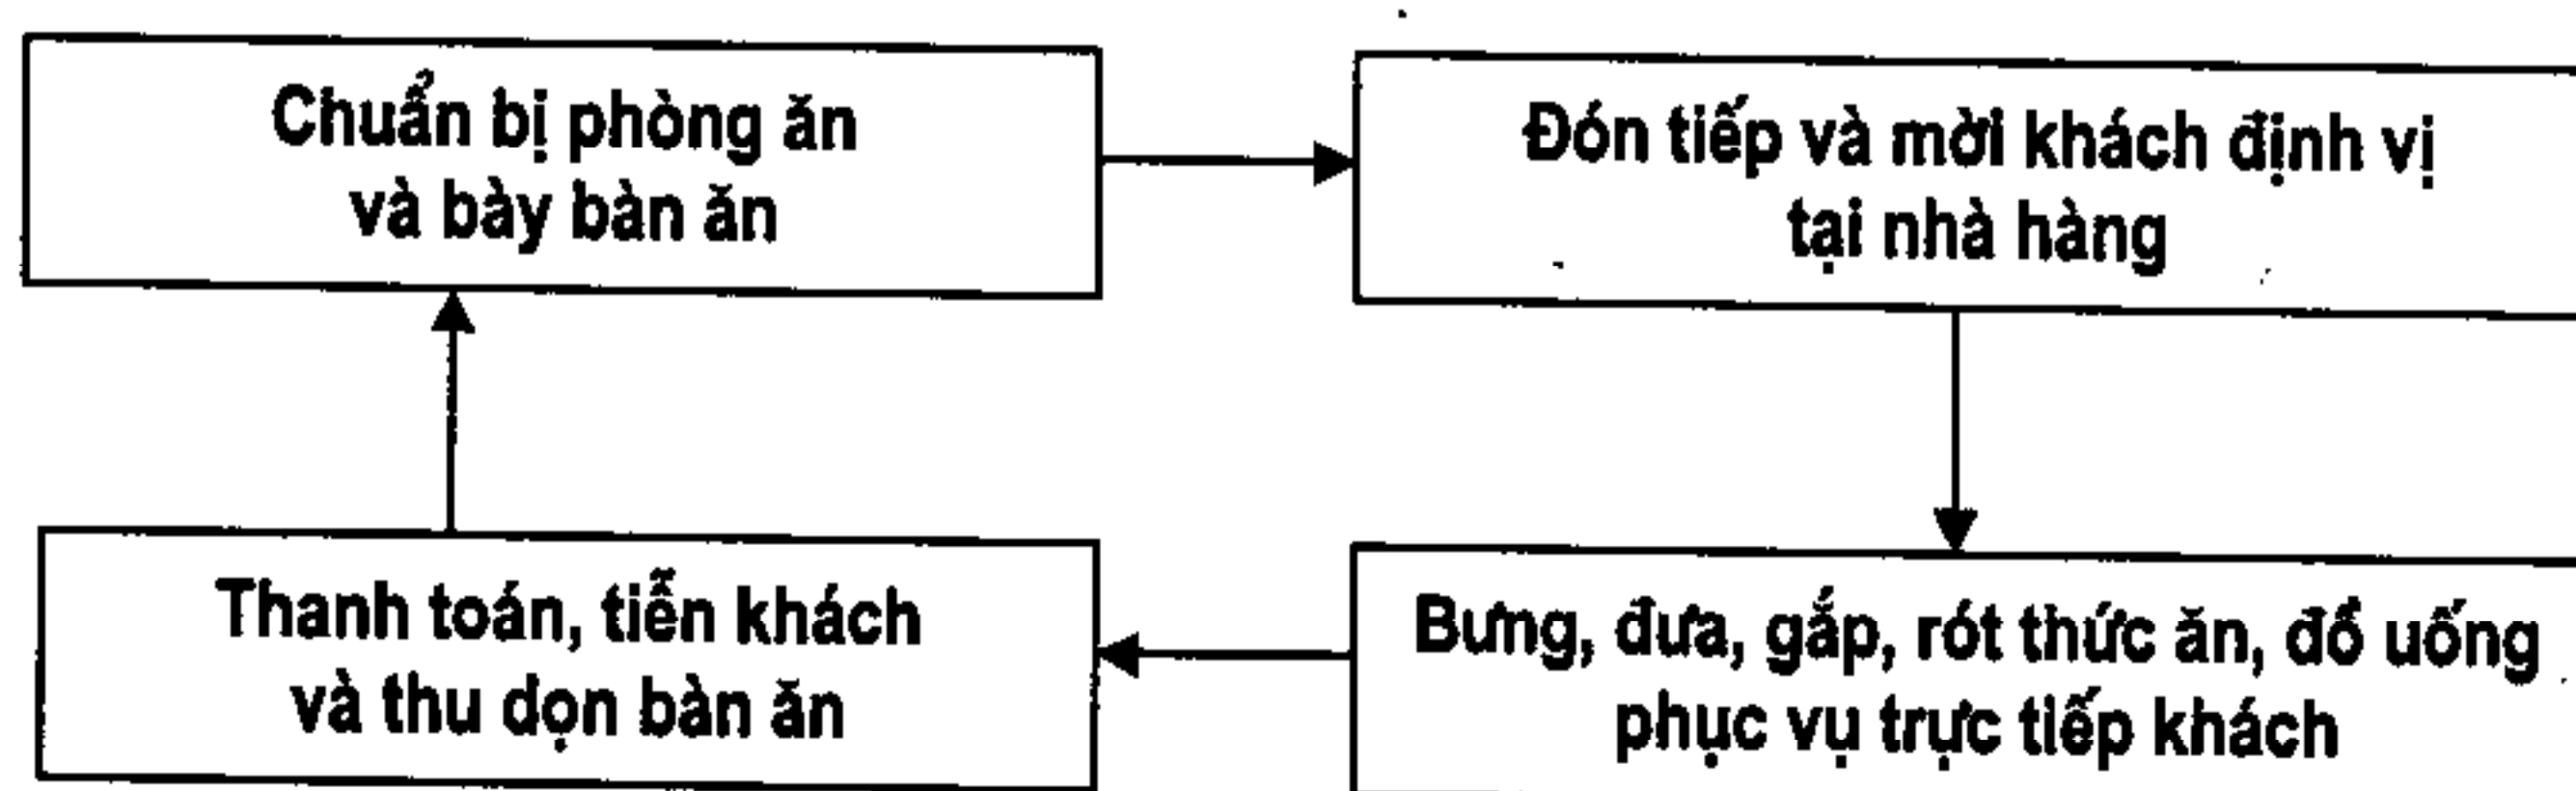 Chuẩn bị phòng ăn
và bày bàn ăn
Đón tiếp và mời khách định vị
tại nhà hàng
Bưng, đưa, gắp, rót thức ăn, đồ uống
phục vụ trực tiếp khách
Thanh toán, tiễn khách
và thu dọn bàn ăn